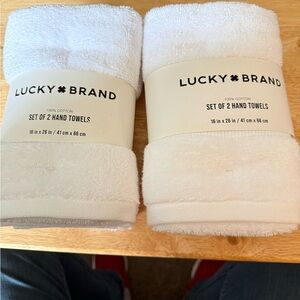 LUCKY BRAND
100% COTTON
SET OF 2 HAND TOWELS
16 in x 26 in / 41 cm x 66 cm
LUCKY BRAND
100% COTTON
SET OF 2 HAND TOWELS
16 in x 26 in / 41 cm x 66 cm